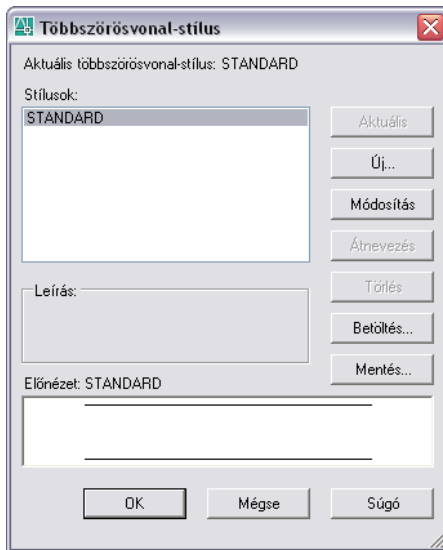 Többszörösvonal-stílus
Aktuális többszörösvonal-stílus: STANDARD
Stílusok:
STANDARD
Aktuális
Új...
Módosítás
Átnevezés
Törlés
Leírás:
Betöltés...
Mentés...
Előnézet: STANDARD
OK
Mégse
Súgó